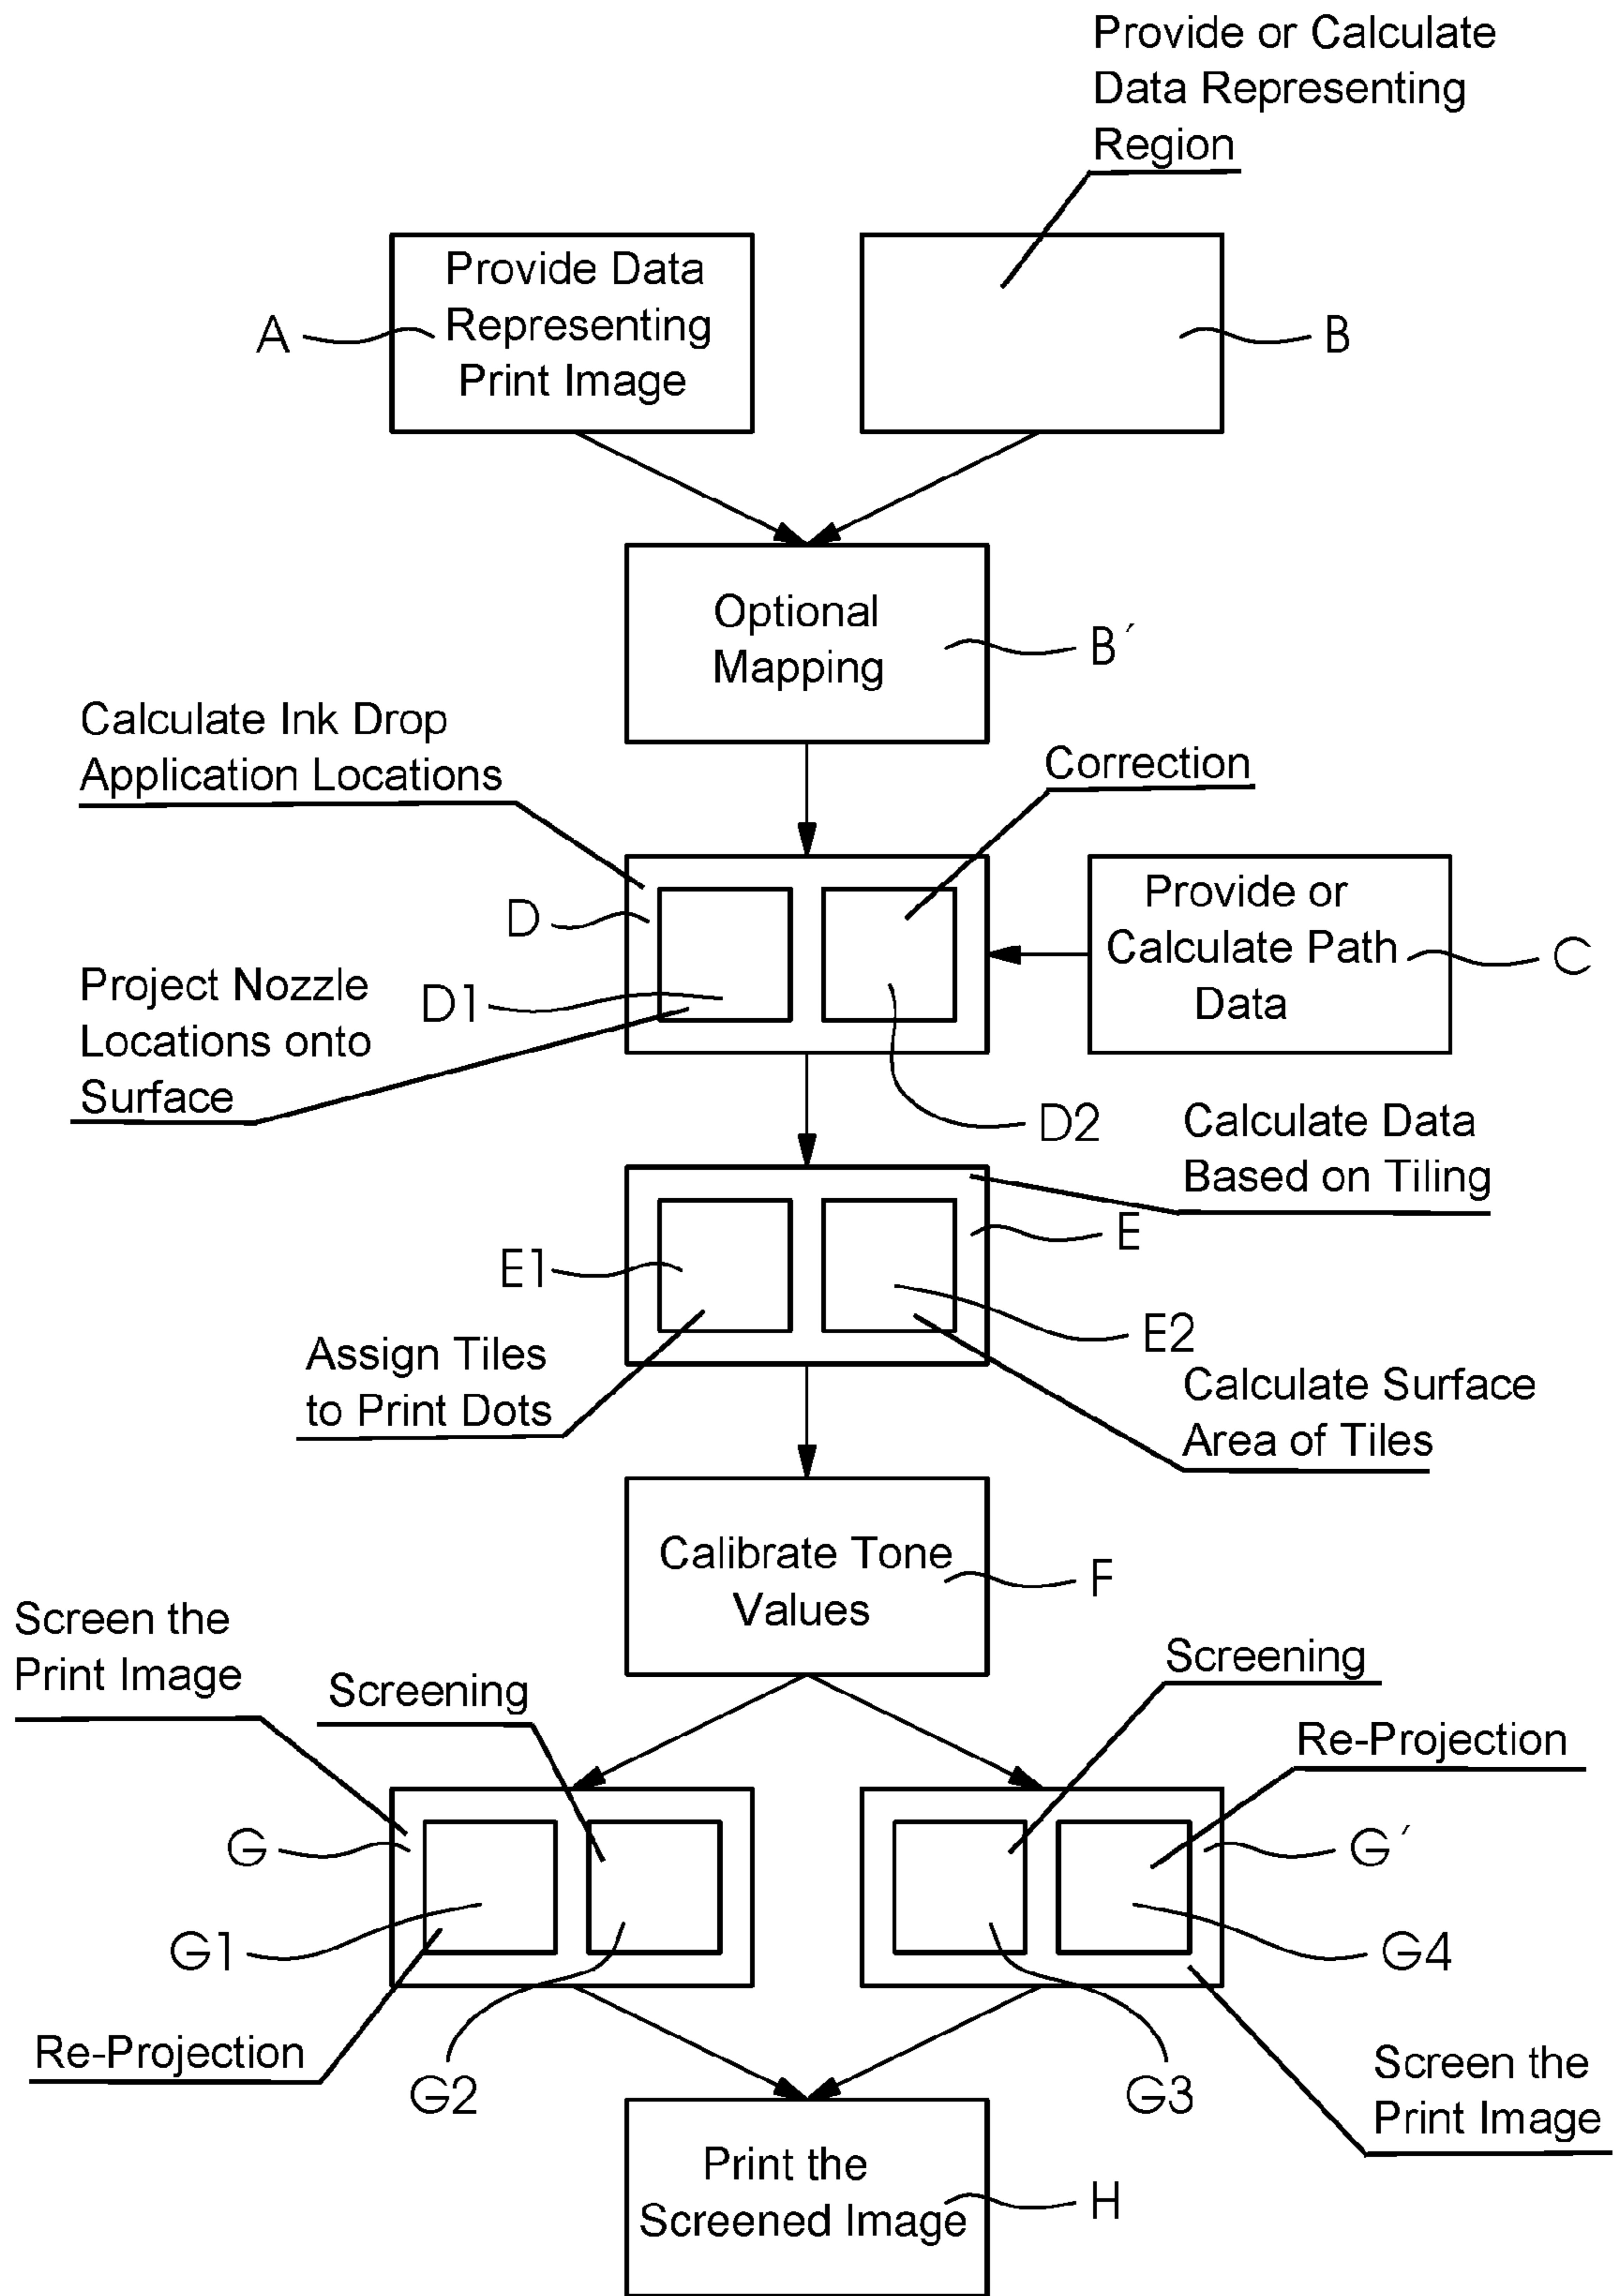 Provide or Calculate
Data Representing
Region
Provide Data
Representing
Print Image
A
B
Optional
Mapping
B´
Calculate Ink Drop
Application Locations
Correction
D
Provide or
Calculate Path
Data
C
Project Nozzle
Locations onto
Surface
D1
D2
Calculate Data
Based on Tiling
E
E1
E2
Assign Tiles
to Print Dots
Calculate Surface
Area of Tiles
Calibrate Tone
Values
F
Screen the
Print Image
Screening
Screening
Re-Projection
G
G´
G1
G4
Re-Projection
G2
G3
Screen the
Print Image
Print the
Screened Image
H